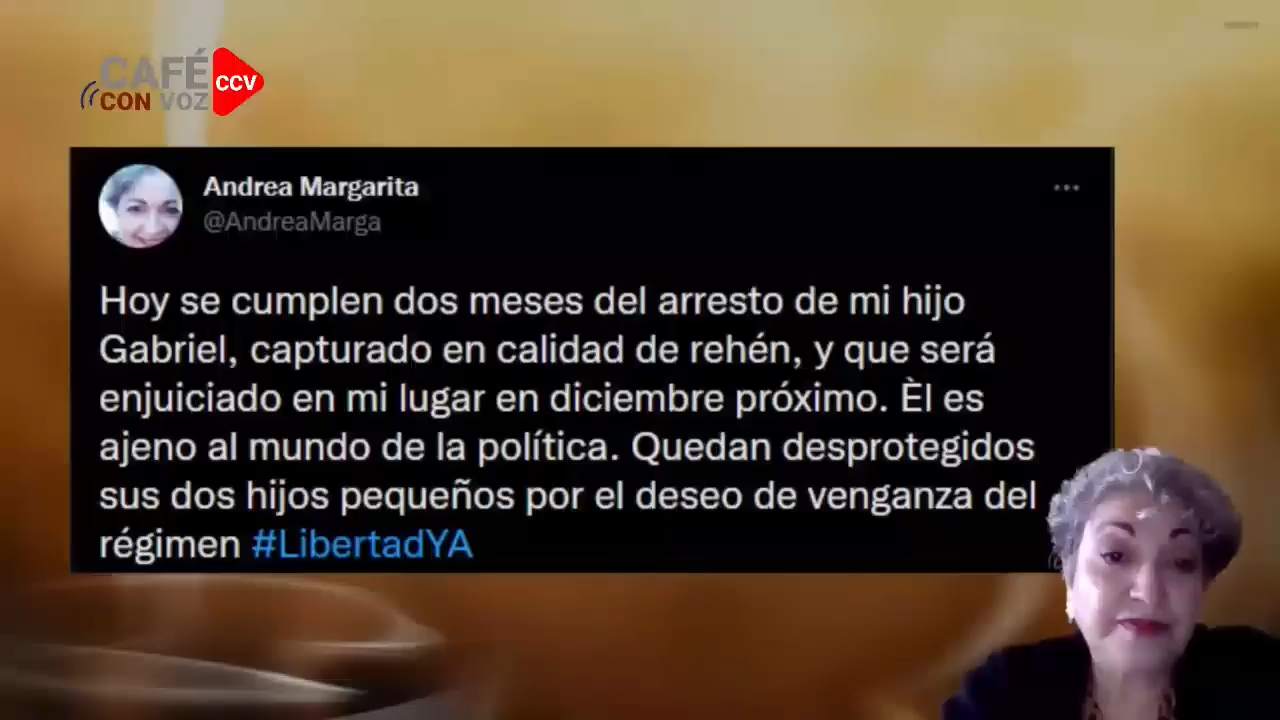 CAFÉ
CON VOZ
CCV
Andrea Margarita
@AndreaMarga
Hoy se cumplen dos meses del arresto de mi hijo
Gabriel, capturado en calidad de rehén, y que será
enjuiciado en mi lugar en diciembre próximo. Èl es
ajeno al mundo de la política. Quedan desprotegidos
sus dos hijos pequeños por el deseo de venganza del
régimen #LibertadYA